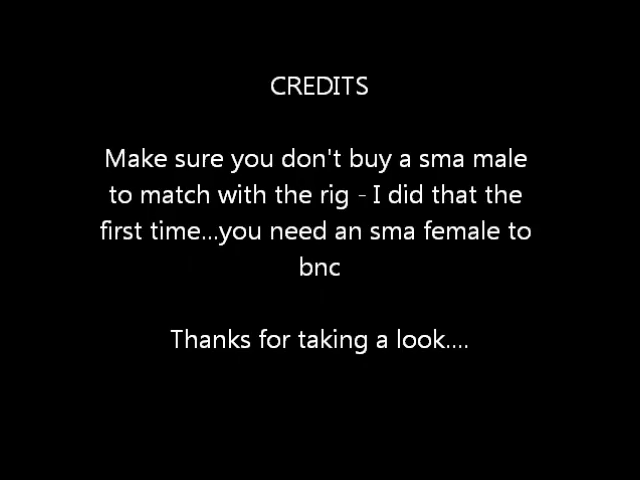 CREDITS
Make sure you don't buy a sma male
to match with the rig - I did that the
first time...you need an sma female to
bnc
Thanks for taking a look....